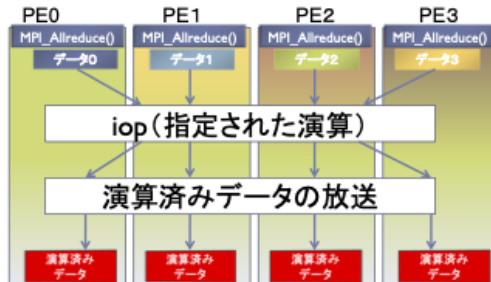 PE0 PE1 PE2 PE3
MPI_Allreduce() MPI_Allreduce() MPI_Allreduce() MPI_Allreduce()
データ0 データ1 データ2 データ3
iop(指定された演算)
演算済みデータの放送
演算済み 演算済み 演算済み 演算済み
データ データ データ データ